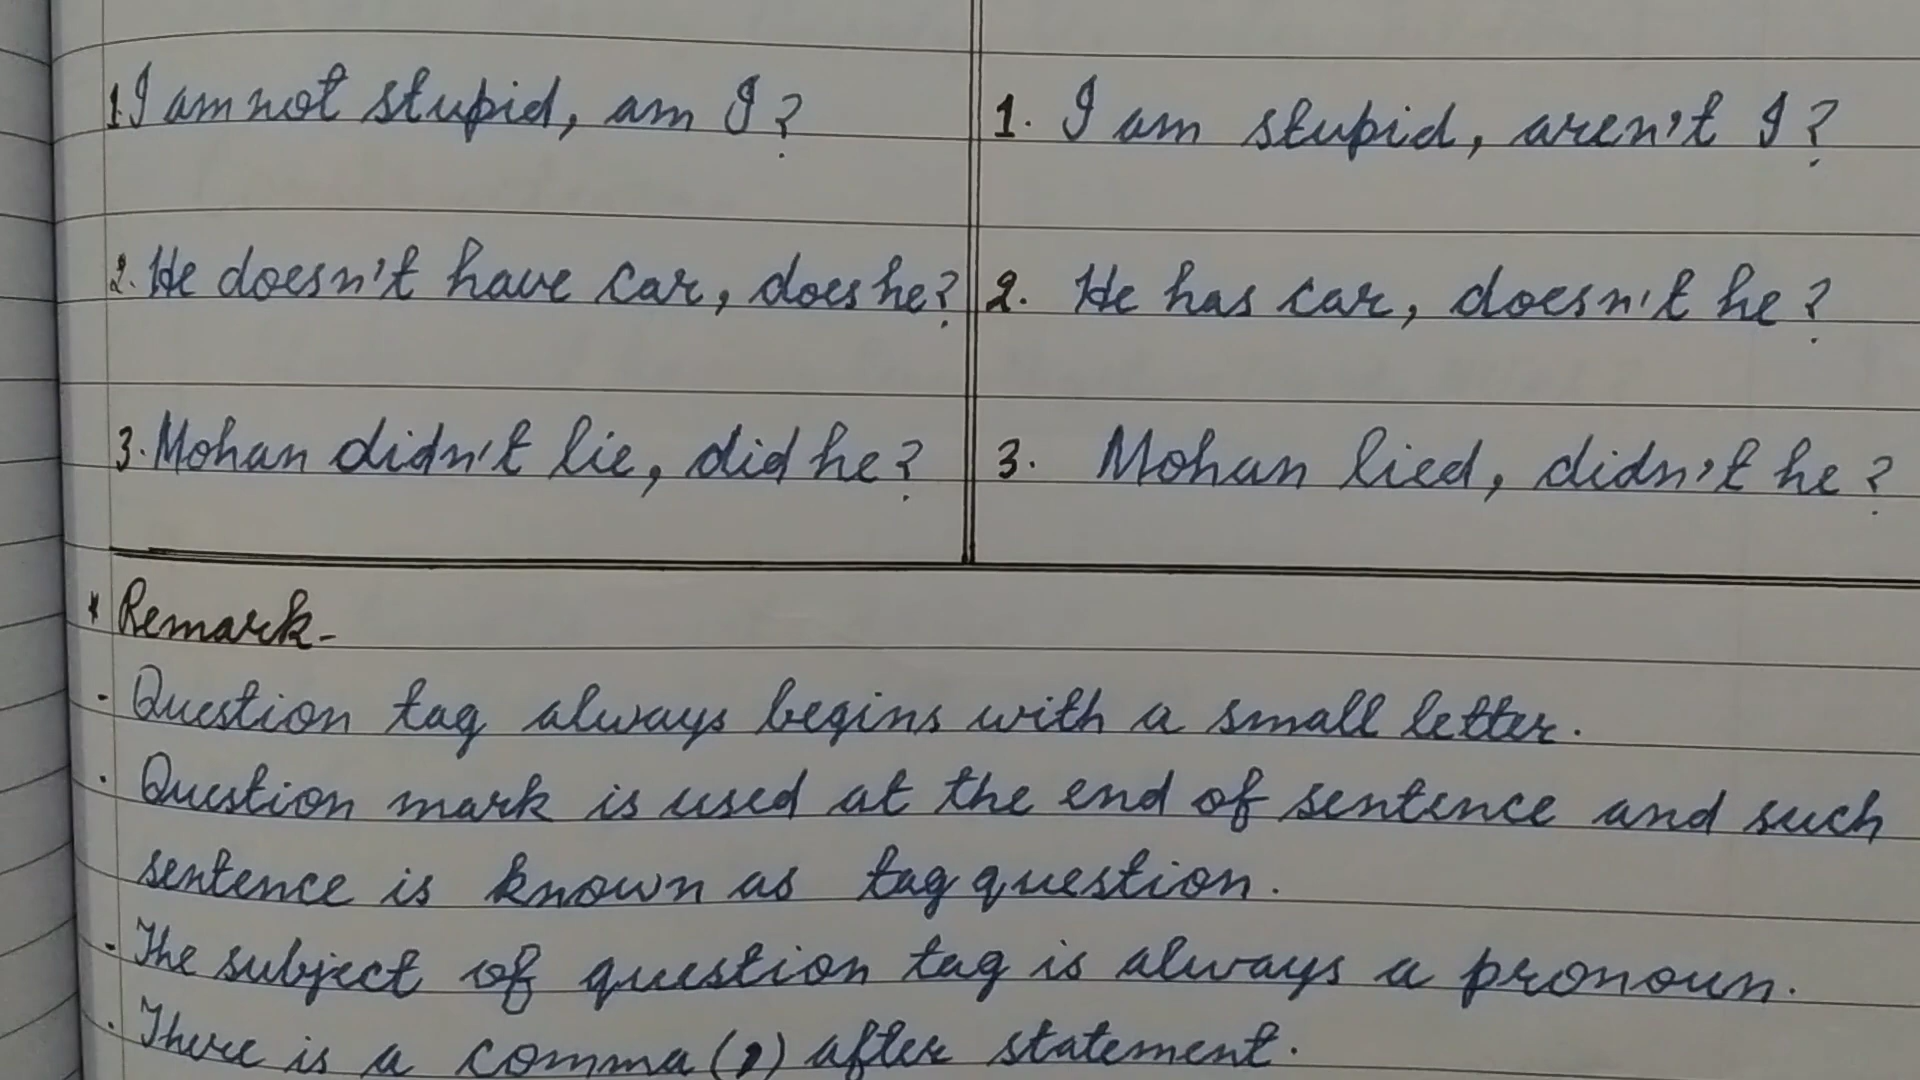 1. I am not stupid, am I?
1. I am stupid, aren't I?
2. He doesn't have car, does he?
2. He has car, doesn't he?
3. Mohan didn't lie, did he?
3. Mohan lied, didn't he?
* Remark-
- Question tag always begins with a small letter.
· Question mark is used at the end of sentence and such
sentence is known as tag question.
- The subject of question tag is always a pronoun.
· There is a comma (,) after statement.